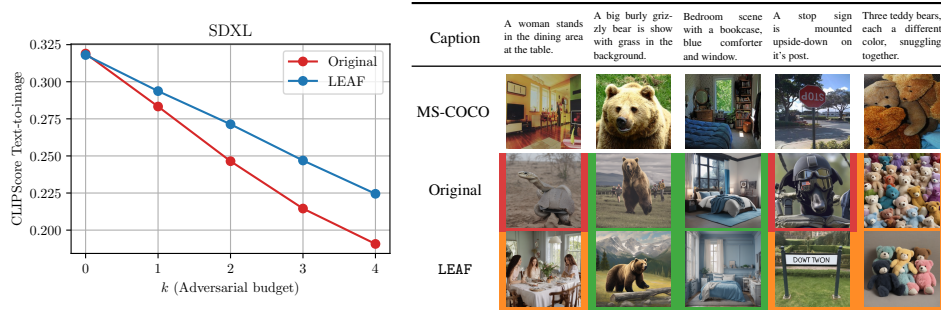 SDXL
0.325
0.300
0.275
0.250
0.225
0.200
CLIPScore Text-to-image
Original
LEAF
0
1
2
3
4
k (Adversarial budget)
Caption
A woman stands
in the dining area
at the table.
A big burly griz-
zly bear is show
with grass in the
background.
Bedroom scene
with a bookcase,
blue comforter
and window.
A stop sign
is mounted
upside-down on
it's post.
Three teddy bears,
each a different
color, snuggling
together.
MS-COCO
STOP
Original
LEAF
DOWT TWON